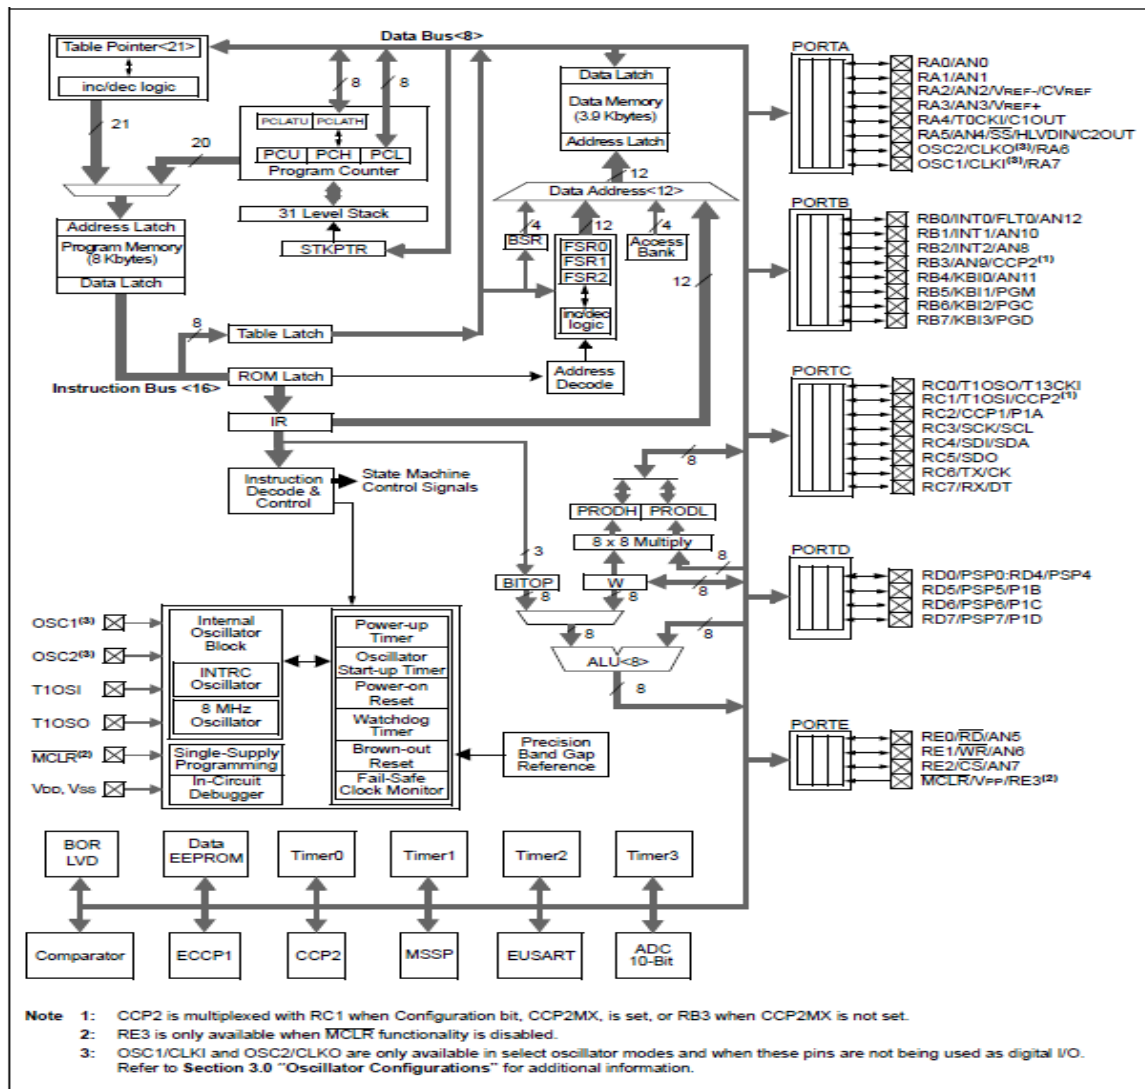 Data Bus<8>
Table Pointer<21>
inc/dec logic
21
20
8
8
PCLATU PCLATH
PCU PCH PCL
Program Counter
31 Level Stack
STKPTR
Data Latch
Data Memory
(3.9 Kbytes)
Address Latch
12
Data Address<12>
4
12
4
BSR
FSR0
FSR1
FSR2
inc/dec
logic
Access
Bank
12
Address Latch
Program Memory
(8 Kbytes)
Data Latch
8
Table Latch
Instruction Bus <16>
ROM Latch
Address
Decode
IR
Instruction
Decode &
Control
State Machine
Control Signals
8
PRODH PRODL
8 x 8 Multiply
3
8
BITOP
W
8
8
8
8
8
ALU<8>
8
OSC1(3)
OSC2(3)
T1OSI
T1OSO
MCLR(2)
VDD, VSS
Internal
Oscillator
Block
INTRC
Oscillator
8 MHz
Oscillator
Single-Supply
Programming
In-Circuit
Debugger
Power-up
Timer
Oscillator
Start-up Timer
Power-on
Reset
Watchdog
Timer
Brown-out
Reset
Fail-Safe
Clock Monitor
Precision
Band Gap
Reference
PORTA
RA0/AN0
RA1/AN1
RA2/AN2/VREF-/CVREF
RA3/AN3/VREF+
RA4/T0CKI/C1OUT
RA5/AN4/SS/HLVDIN/C2OUT
OSC2/CLKO(3)/RA6
OSC1/CLKI(3)/RA7
PORTB
RB0/INT0/FLT0/AN12
RB1/INT1/AN10
RB2/INT2/AN8
RB3/AN9/CCP2(1)
RB4/KBI0/AN11
RB5/KBI1/PGM
RB6/KBI2/PGC
RB7/KBI3/PGD
PORTC
RC0/T1OSO/T13CKI
RC1/T1OSI/CCP2(1)
RC2/CCP1/P1A
RC3/SCK/SCL
RC4/SDI/SDA
RC5/SDO
RC6/TX/CK
RC7/RX/DT
PORTD
RD0/PSP0:RD4/PSP4
RD5/PSP5/P1B
RD6/PSP6/P1C
RD7/PSP7/P1D
PORTE
RE0/RD/AN5
RE1/WR/AN6
RE2/CS/AN7
MCLR/VPP/RE3(2)
BOR
LVD
Data
EEPROM
Timer0
Timer1
Timer2
Timer3
Comparator
ECCP1
CCP2
MSSP
EUSART
ADC
10-Bit
Note 1: CCP2 is multiplexed with RC1 when Configuration bit, CCP2MX, is set, or RB3 when CCP2MX is not set.
2: RE3 is only available when MCLR functionality is disabled.
3: OSC1/CLKI and OSC2/CLKO are only available in select oscillator modes and when these pins are not being used as digital I/O.
Refer to Section 3.0 "Oscillator Configurations" for additional information.